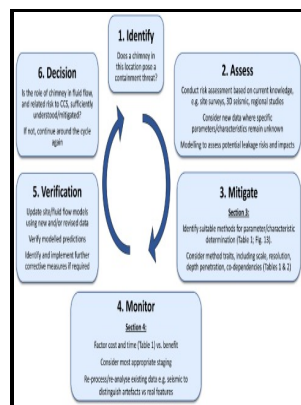 1. Identify
Does a chimney in
this location pose a
containment threat?
2. Assess
Conduct risk assessment based on current knowledge,
e.g. site surveys, 3D seismic, regional studies
Consider new data where specific
parameters/characteristics remain unknown
Modelling to assess potential leakage risks and impacts
3. Mitigate
Section 3:
Identify suitable methods for parameter/characteristic
determination (Table 1; Fig. 13).
Consider method traits, including scale, resolution,
depth penetration, co-dependencies (Tables 1 & 2)
4. Monitor
Section 4:
Factor cost and time (Table 1) vs. benefit
Consider most appropriate staging
Re-process/re-analyse existing data e.g. seismic to
distinguish artefacts vs real features
5. Verification
Update site/fluid flow models
using new and/or revised data
Verify modelled predictions
Identify and implement further
corrective measures if required
6. Decision
Is the role of chimney in fluid flow,
and related risk to CCS, sufficiently
understood/mitigated?
If not, continue around the cycle
again